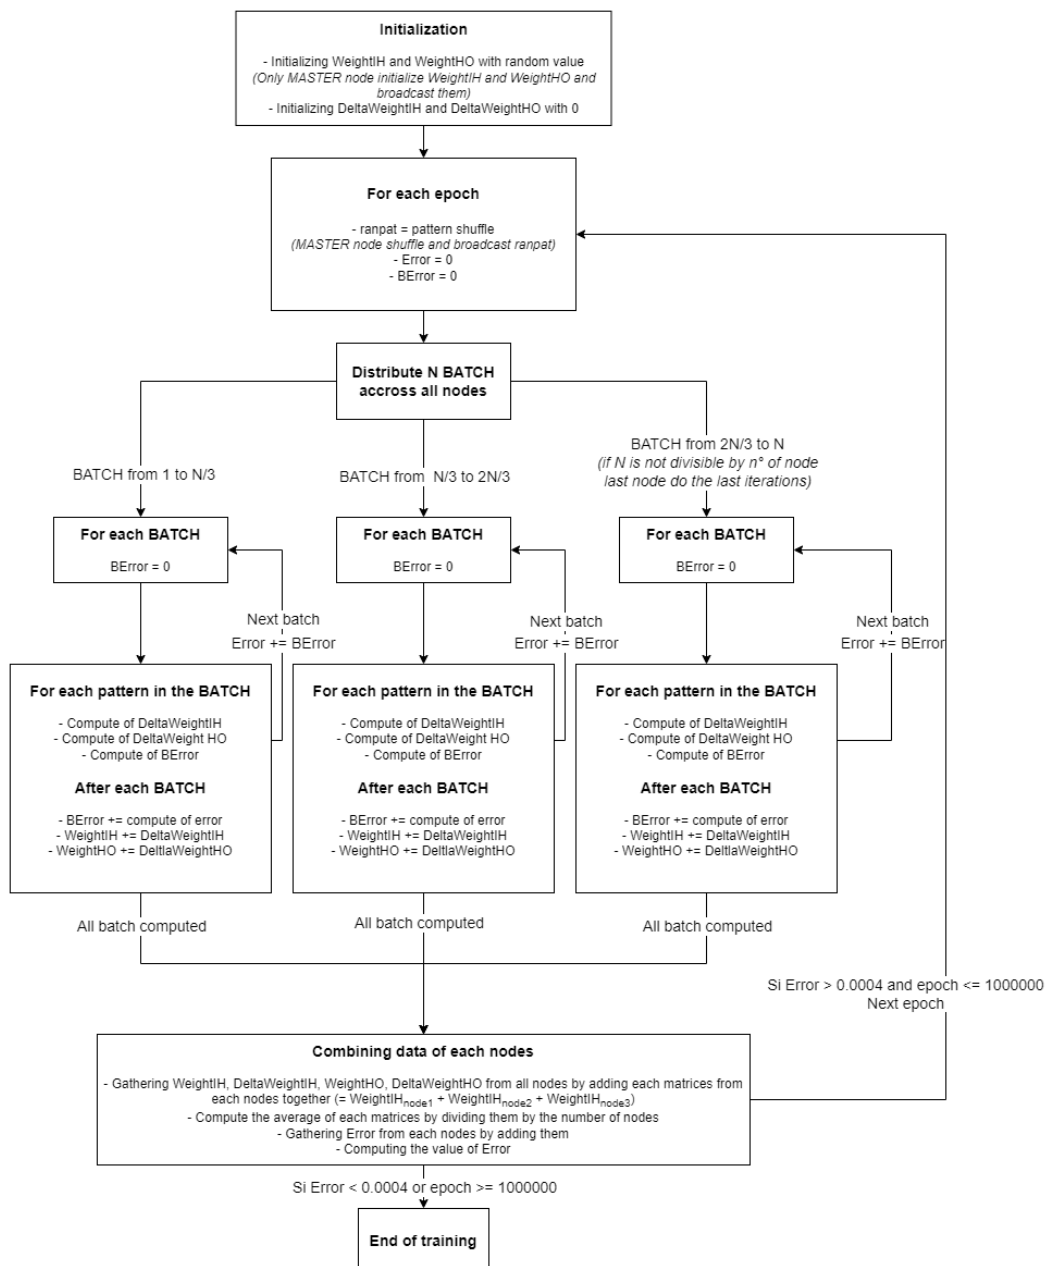 Initialization
- Initializing WeightIH and WeightHO with random value
(Only MASTER node initialize WeightIH and WeightHO and
broadcast them)
- Initializing DeltaWeightIH and DeltaWeightHO with 0
For each epoch
- ranpat = pattern shuffle
(MASTER node shuffle and broadcast ranpat)
- Error = 0
- BError = 0
Distribute N BATCH
accross all nodes
BATCH from 1 to N/3
BATCH from  N/3 to 2N/3
BATCH from 2N/3 to N
(if N is not divisible by n° of node
last node do the last iterations)
For each BATCH
BError = 0
For each BATCH
BError = 0
For each BATCH
BError = 0
Next batch
Error += BError
Next batch
Error += BError
Next batch
Error += BError
For each pattern in the BATCH
- Compute of DeltaWeightIH
- Compute of DeltaWeight HO
- Compute of BError
After each BATCH
- BError += compute of error
- WeightIH += DeltaWeightIH
- WeightHO += DeltlaWeightHO
For each pattern in the BATCH
- Compute of DeltaWeightIH
- Compute of DeltaWeight HO
- Compute of BError
After each BATCH
- BError += compute of error
- WeightIH += DeltaWeightIH
- WeightHO += DeltlaWeightHO
For each pattern in the BATCH
- Compute of DeltaWeightIH
- Compute of DeltaWeight HO
- Compute of BError
After each BATCH
- BError += compute of error
- WeightIH += DeltaWeightIH
- WeightHO += DeltlaWeightHO
All batch computed
All batch computed
All batch computed
Si Error > 0.0004 and epoch <= 1000000
Next epoch
Combining data of each nodes
- Gathering WeightIH, DeltaWeightIH, WeightHO, DeltaWeightHO from all nodes by adding each matrices from
each nodes together (= WeightIHnode1 + WeightIHnode2 + WeightIHnode3)
- Compute the average of each matrices by dividing them by the number of nodes
- Gathering Error from each nodes by adding them
- Computing the value of Error
Si Error < 0.0004 or epoch >= 1000000
End of training